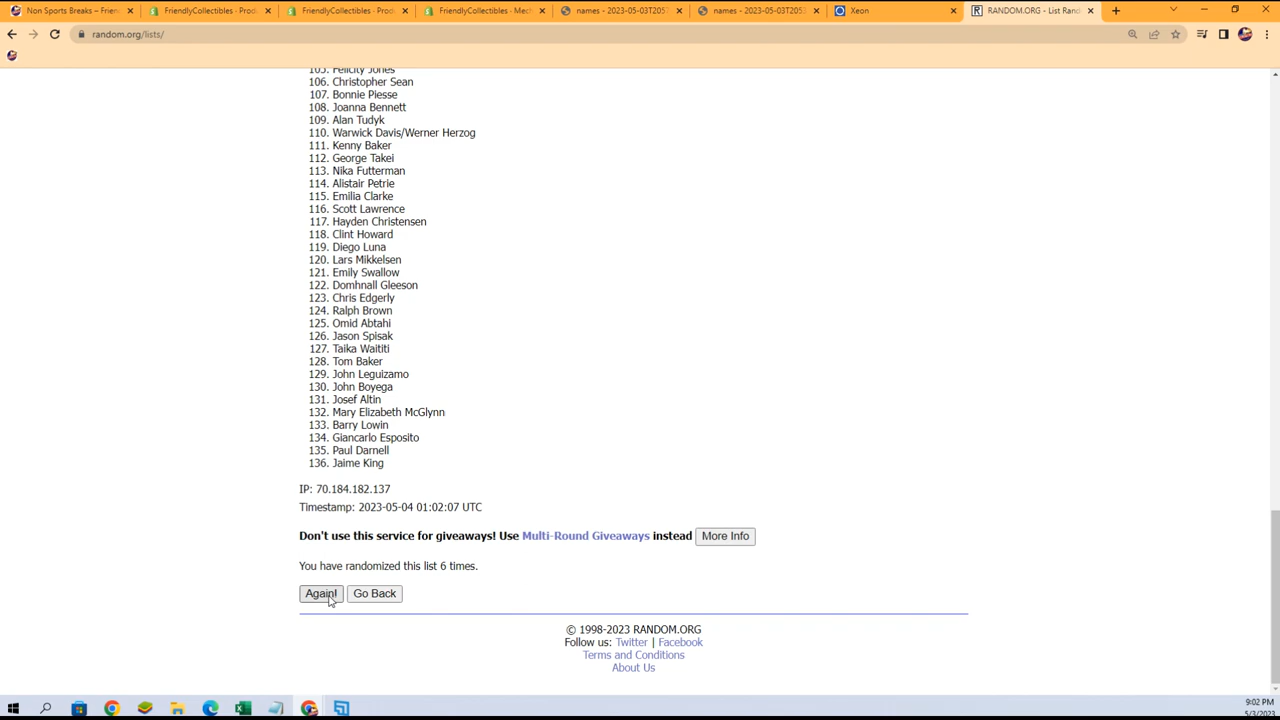 Non Sports Breaks – Frien
FriendlyCollectibles · Prod
FriendlyCollectibles · Prod
FriendlyCollectibles · Mech
names - 2023-05-03T2057
names - 2023-05-03T2053
Xeon
RANDOM.ORG - List Rand
random.org/lists/
105. Felicity Jones
106. Christopher Sean
107. Bonnie Piesse
108. Joanna Bennett
109. Alan Tudyk
110. Warwick Davis/Werner Herzog
111. Kenny Baker
112. George Takei
113. Nika Futterman
114. Alistair Petrie
115. Emilia Clarke
116. Scott Lawrence
117. Hayden Christensen
118. Clint Howard
119. Diego Luna
120. Lars Mikkelsen
121. Emily Swallow
122. Domhnall Gleeson
123. Chris Edgerly
124. Ralph Brown
125. Omid Abtahi
126. Jason Spisak
127. Taika Waititi
128. Tom Baker
129. John Leguizamo
130. John Boyega
131. Josef Altin
132. Mary Elizabeth McGlynn
133. Barry Lowin
134. Giancarlo Esposito
135. Paul Darnell
136. Jaime King
IP: 70.184.182.137
Timestamp: 2023-05-04 01:02:07 UTC
Don't use this service for giveaways! Use Multi-Round Giveaways instead More Info
You have randomized this list 6 times.
Again! Go Back
© 1998-2023 RANDOM.ORG
Follow us: Twitter | Facebook
Terms and Conditions
About Us
9:02 PM
5/3/2023